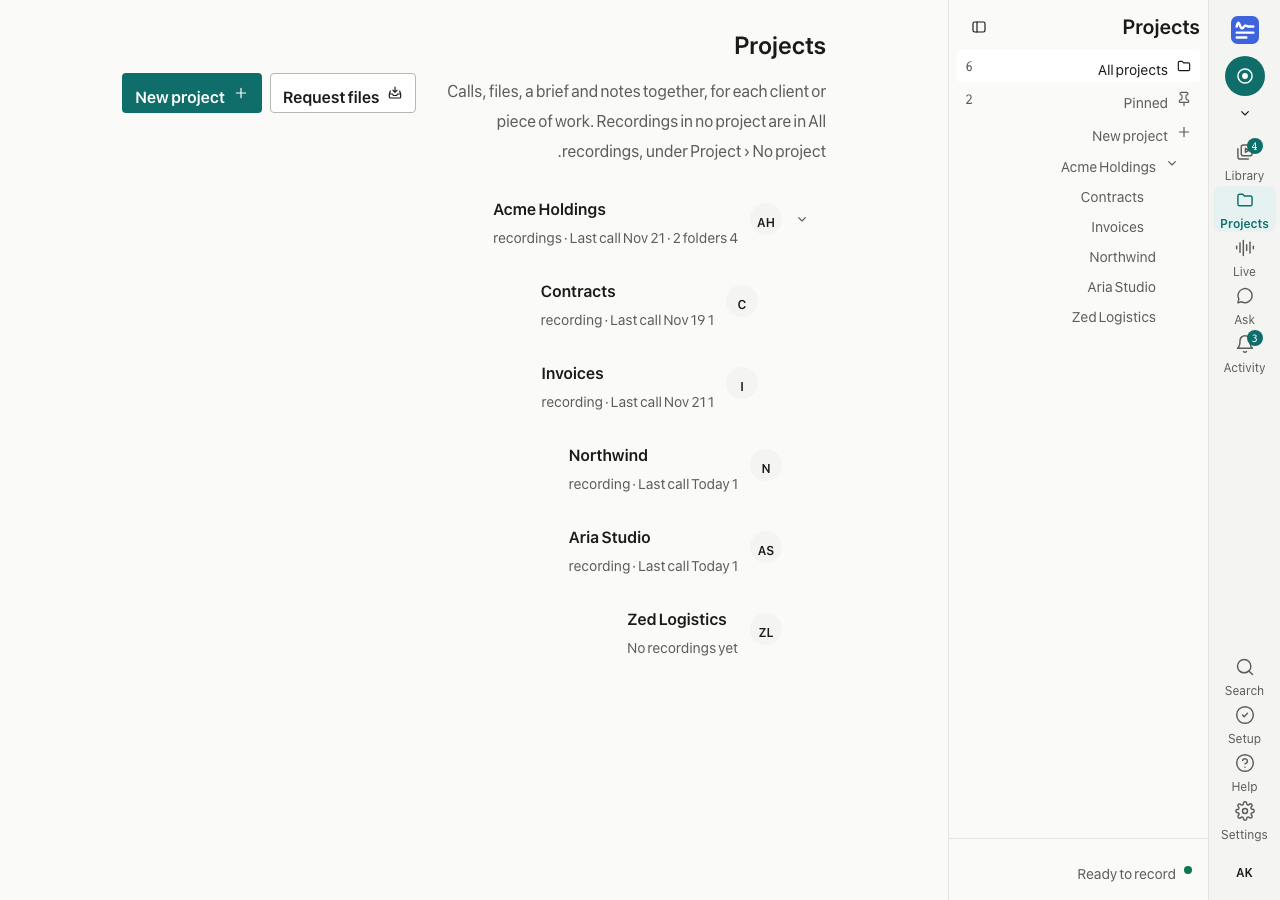 Projects
All projects
6
Pinned
2
New project
Acme Holdings
Contracts
Invoices
Northwind
Aria Studio
Zed Logistics
Ready to record
4
Library
Projects
Live
Ask
3
Activity
Search
Setup
Help
Settings
AK
Projects
Calls, files, a brief and notes together, for each client or
piece of work. Recordings in no project are in All
.recordings, under Project › No project
Request files
New project
AH
Acme Holdings
recordings · Last call Nov 21 · 2 folders 4
C
Contracts
recording · Last call Nov 19 1
I
Invoices
recording · Last call Nov 21 1
N
Northwind
recording · Last call Today 1
AS
Aria Studio
recording · Last call Today 1
ZL
Zed Logistics
No recordings yet